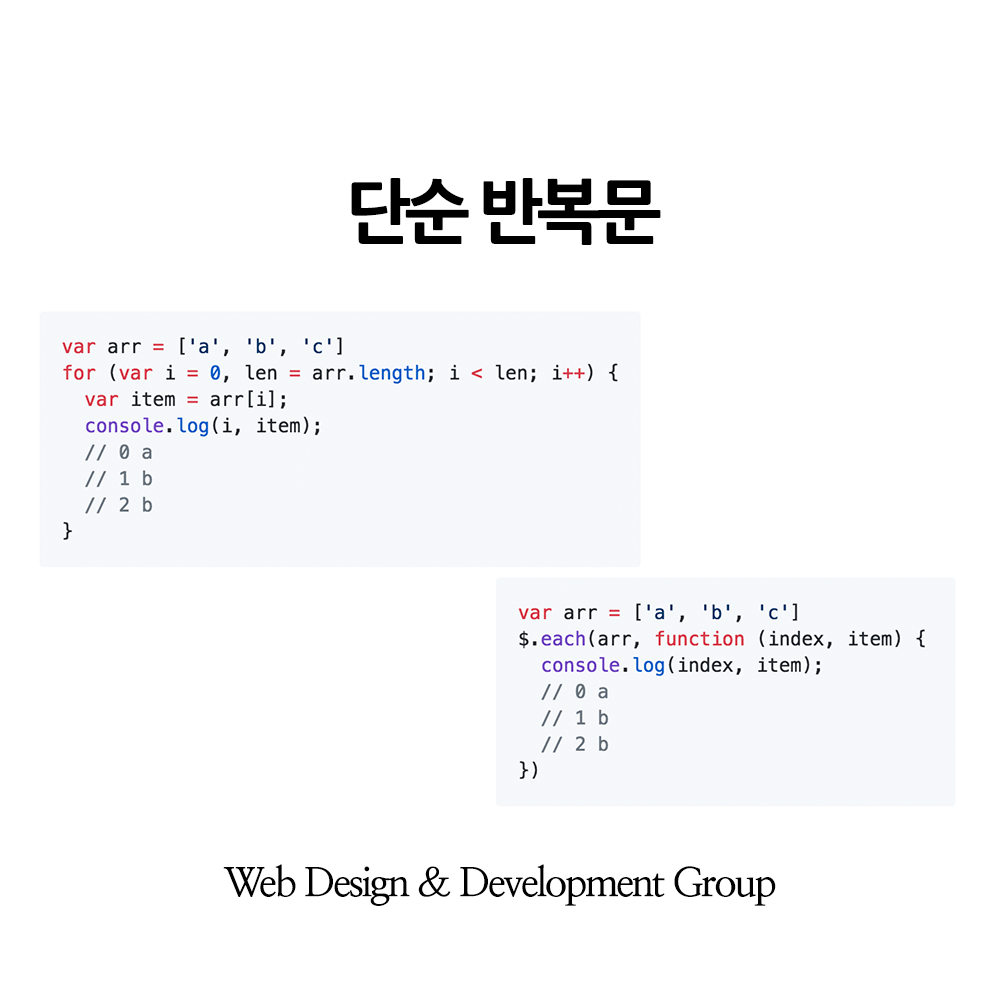 단순 반복문
var arr = ['a', 'b', 'c']
for (var i = 0, len = arr.length; i < len; i++) {
  var item = arr[i];
  console.log(i, item);
  // 0 a
  // 1 b
  // 2 b
}
var arr = ['a', 'b', 'c']
$.each(arr, function (index, item) {
  console.log(index, item);
  // 0 a
  // 1 b
  // 2 b
})
Web Design & Development Group